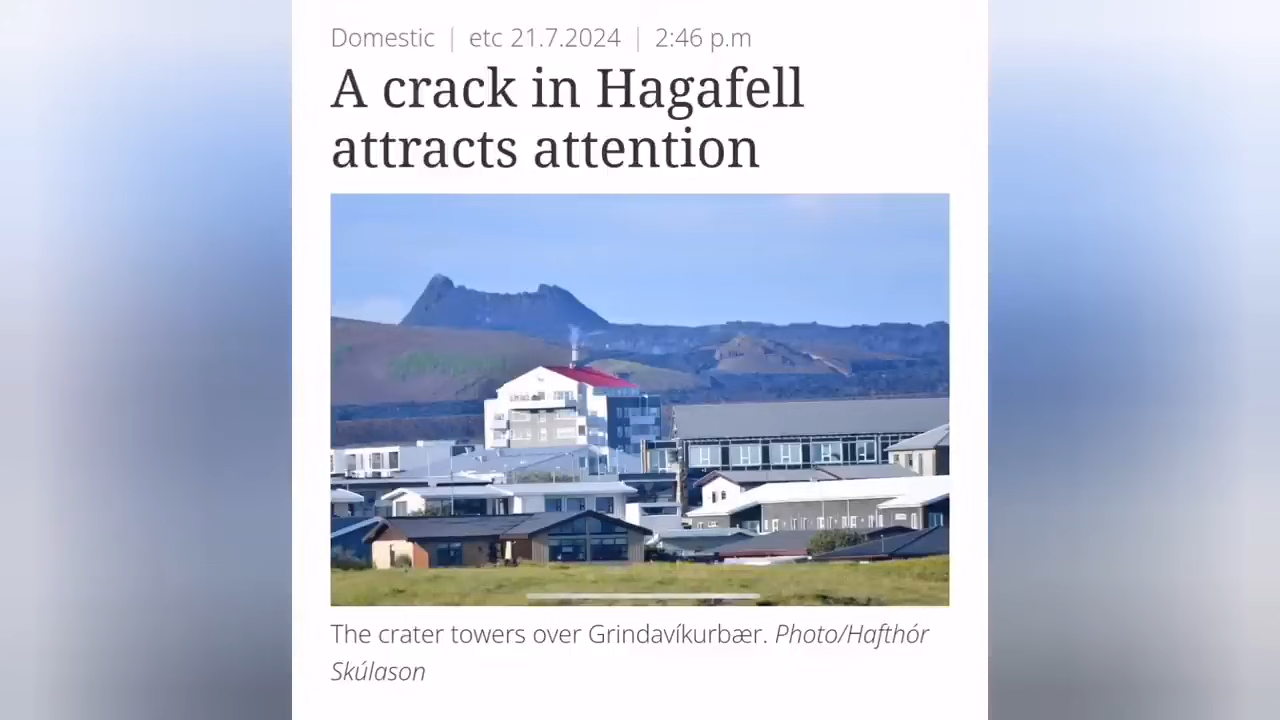 Domestic | etc 21.7.2024 | 2:46 p.m
A crack in Hagafell
attracts attention
The crater towers over Grindavíkurbær. Photo/Hafthór
Skúlason